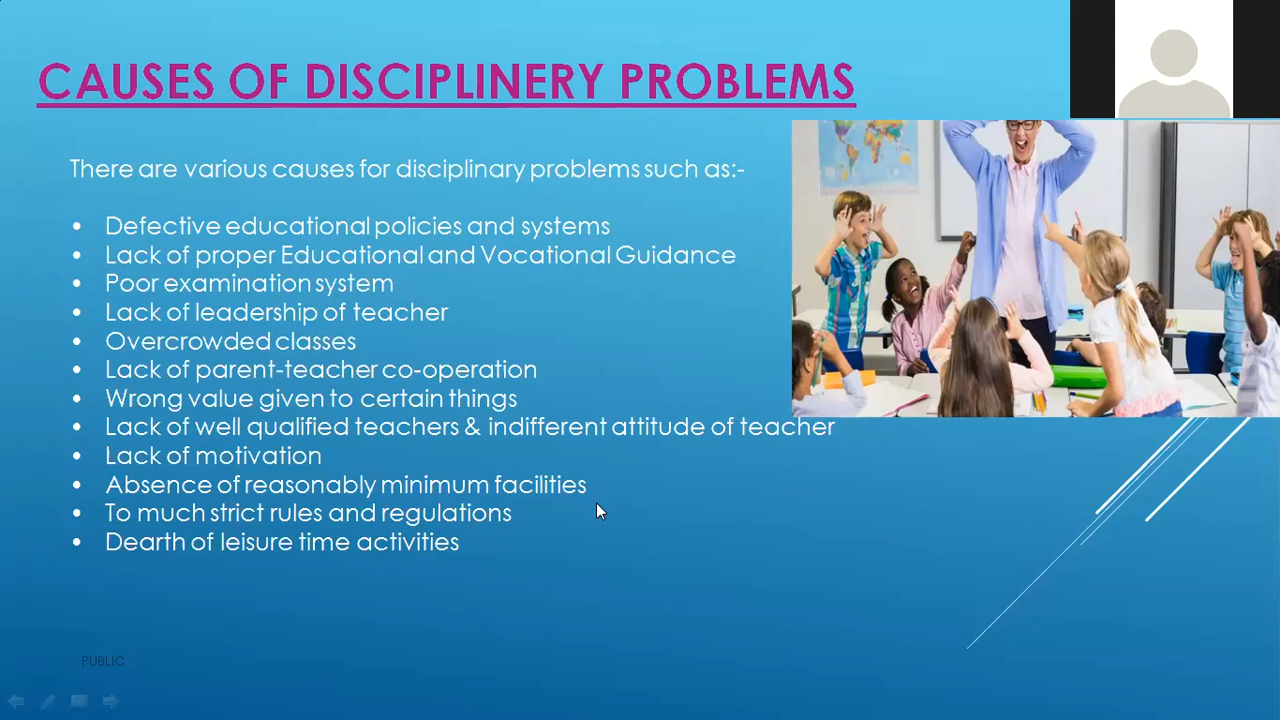 CAUSES OF DISCIPLINERY PROBLEMS
There are various causes for disciplinary problems such as:-
• Defective educational policies and systems
• Lack of proper Educational and Vocational Guidance
• Poor examination system
• Lack of leadership of teacher
• Overcrowded classes
• Lack of parent-teacher co-operation
• Wrong value given to certain things
• Lack of well qualified teachers & indifferent attitude of teacher
• Lack of motivation
• Absence of reasonably minimum facilities
• To much strict rules and regulations
• Dearth of leisure time activities
PUBLIC